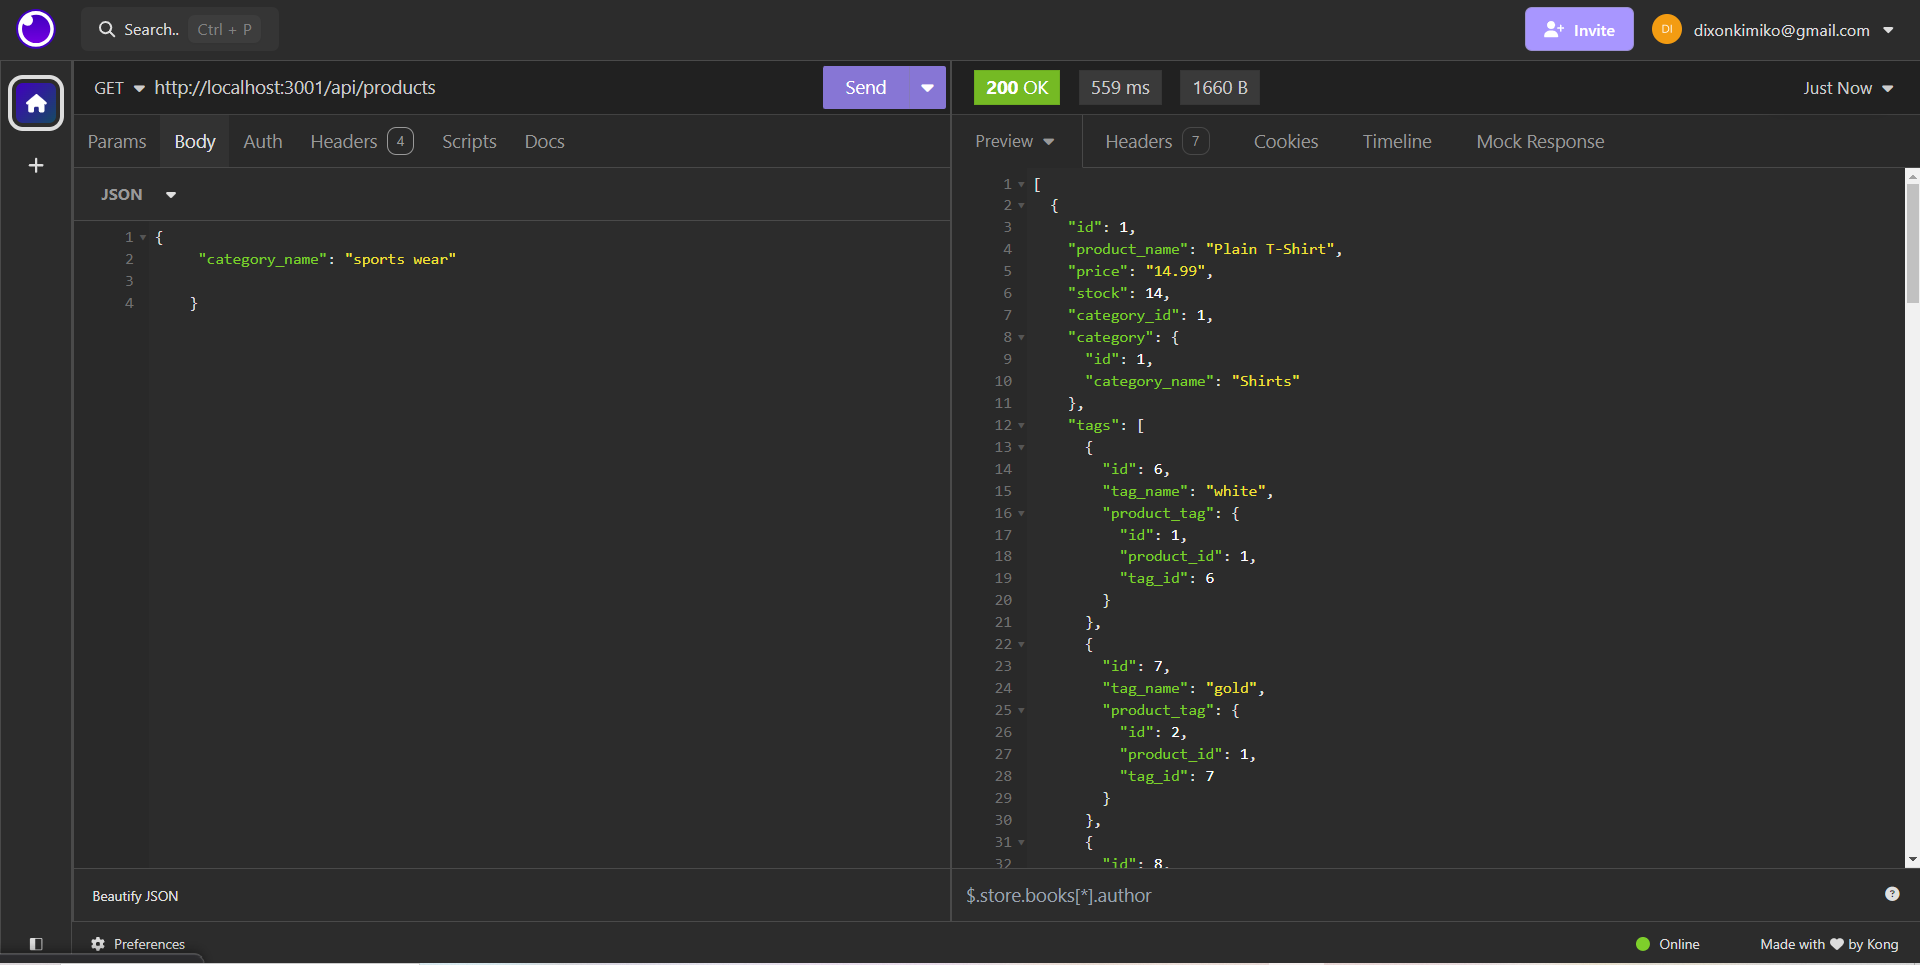 Search.. Ctrl + P
Invite
DI dixonkimiko@gmail.com
GET http://localhost:3001/api/products
Send
Params Body Auth Headers 4 Scripts Docs
JSON
1 {
2 "category_name": "sports wear"
3
4 }
Beautify JSON
200 OK 559 ms 1660 B Just Now
Preview Headers 7 Cookies Timeline Mock Response
1 [
2 {
3 "id": 1,
4 "product_name": "Plain T-Shirt",
5 "price": "14.99",
6 "stock": 14,
7 "category_id": 1,
8 "category": {
9 "id": 1,
10 "category_name": "Shirts"
11 },
12 "tags": [
13 {
14 "id": 6,
15 "tag_name": "white",
16 "product_tag": {
17 "id": 1,
18 "product_id": 1,
19 "tag_id": 6
20 }
21 },
22 {
23 "id": 7,
24 "tag_name": "gold",
25 "product_tag": {
26 "id": 2,
27 "product_id": 1,
28 "tag_id": 7
29 }
30 },
31 {
32 "id": 8,
$.store.books[*].author
Preferences
Online
Made with ❤ by Kong